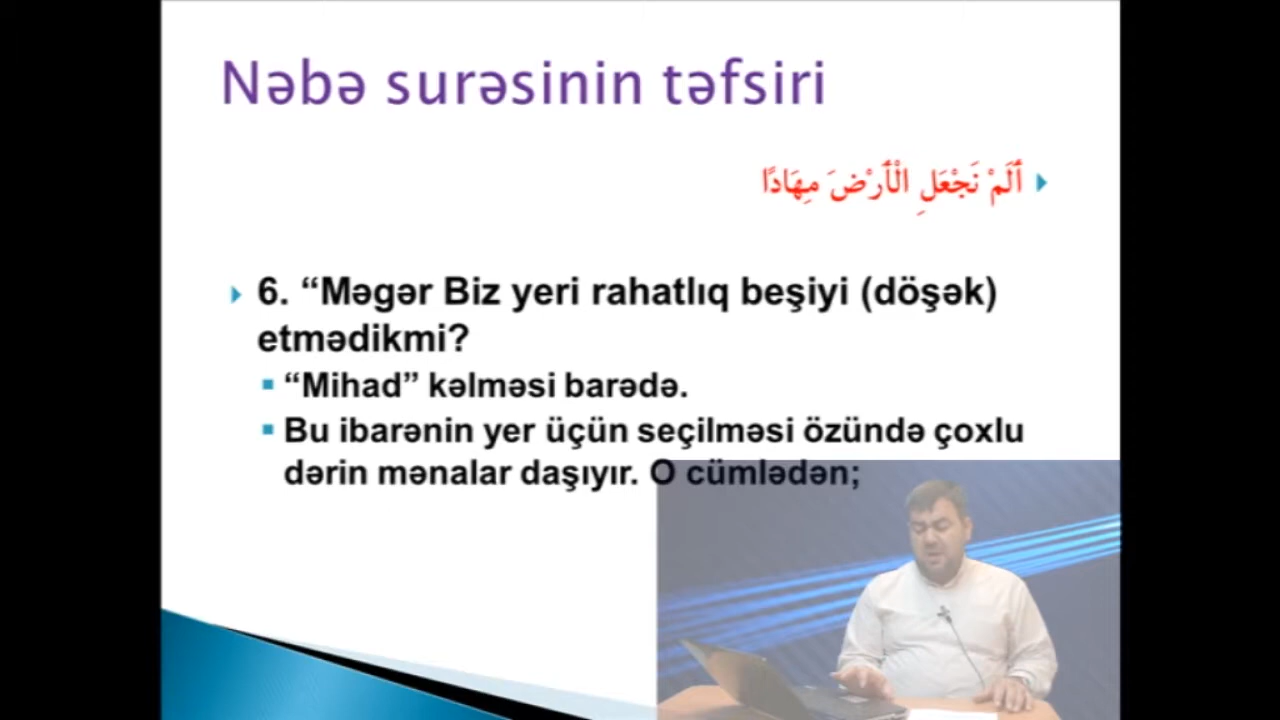 Nəbə surəsinin təfsiri
أَلَمْ نَجْعَلِ الْأَرْضَ مِهَادًا
6. “Məgər Biz yeri rahatlıq beşiyi (döşək)
etmədikmi?
“Mihad” kəlməsi barədə.
Bu ibarənin yer üçün seçilməsi özündə çoxlu
dərin mənalar daşıyır. O cümlədən;